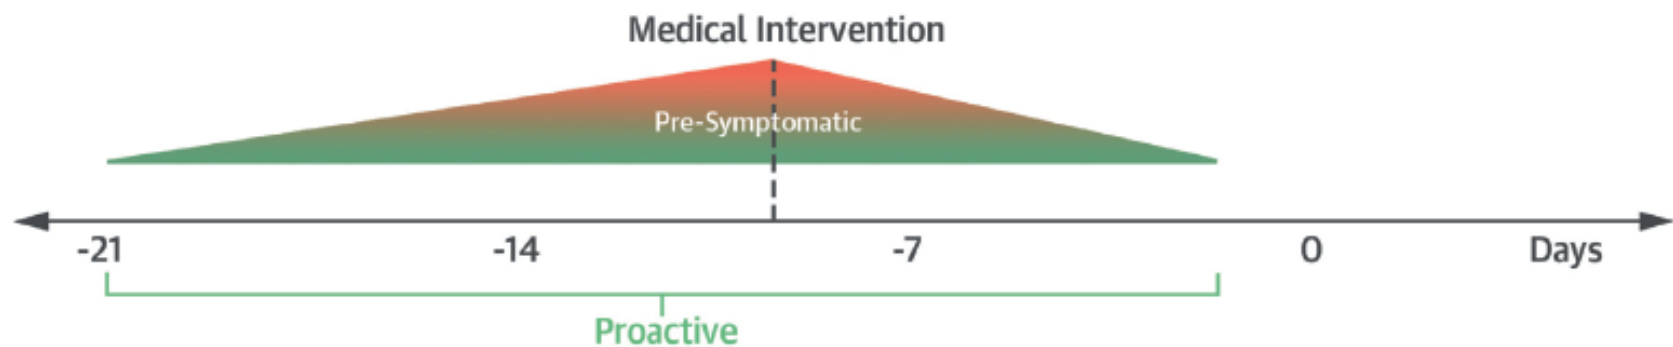 Medical Intervention
Pre-Symptomatic
-21 -14 -7 0 Days
Proactive